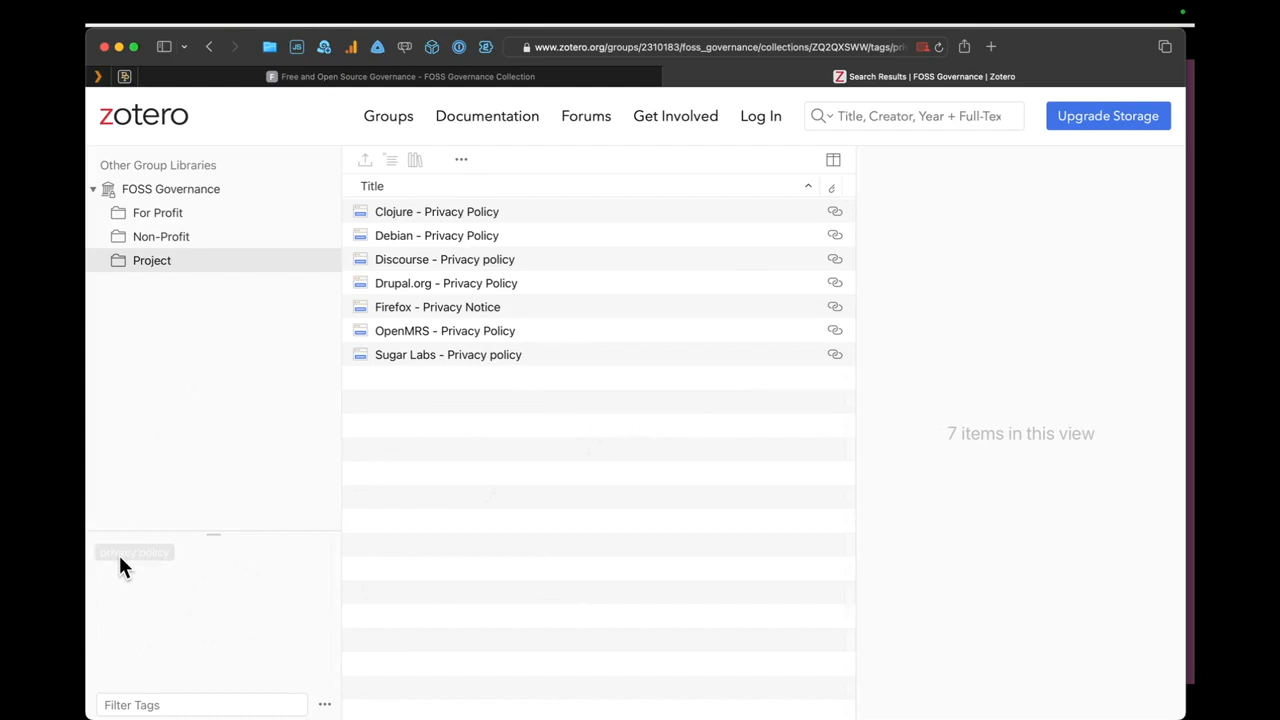 www.zotero.org/groups/2310183/foss_governance/collections/ZQ2QXSWW/tags/pri
Free and Open Source Governance - FOSS Governance Collection
Search Results | FOSS Governance | Zotero
zotero
Groups
Documentation
Forums
Get Involved
Log In
Title, Creator, Year + Full-Tex
Upgrade Storage
Other Group Libraries
FOSS Governance
For Profit
Non-Profit
Project
Title
Clojure - Privacy Policy
Debian - Privacy Policy
Discourse - Privacy policy
Drupal.org - Privacy Policy
Firefox - Privacy Notice
OpenMRS - Privacy Policy
Sugar Labs - Privacy policy
7 items in this view
privacy policy
Filter Tags